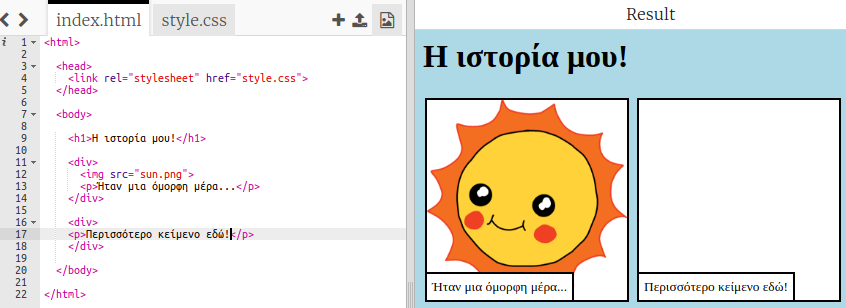 index.html style.css
Result
1 <html>
2
3 <head>
4 <link rel="stylesheet" href="style.css">
5 </head>
6
7 <body>
8
9 <h1>Η ιστορία μου!</h1>
10
11 <div>
12 <img src="sun.png">
13 <p>Ήταν μια όμορφη μέρα...</p>
14 </div>
15
16 <div>
17 <p>Περισσότερο κείμενο εδώ!</p>
18 </div>
19
20 </body>
21
22 </html>
Η ιστορία μου!
Ήταν μια όμορφη μέρα...
Περισσότερο κείμενο εδώ!